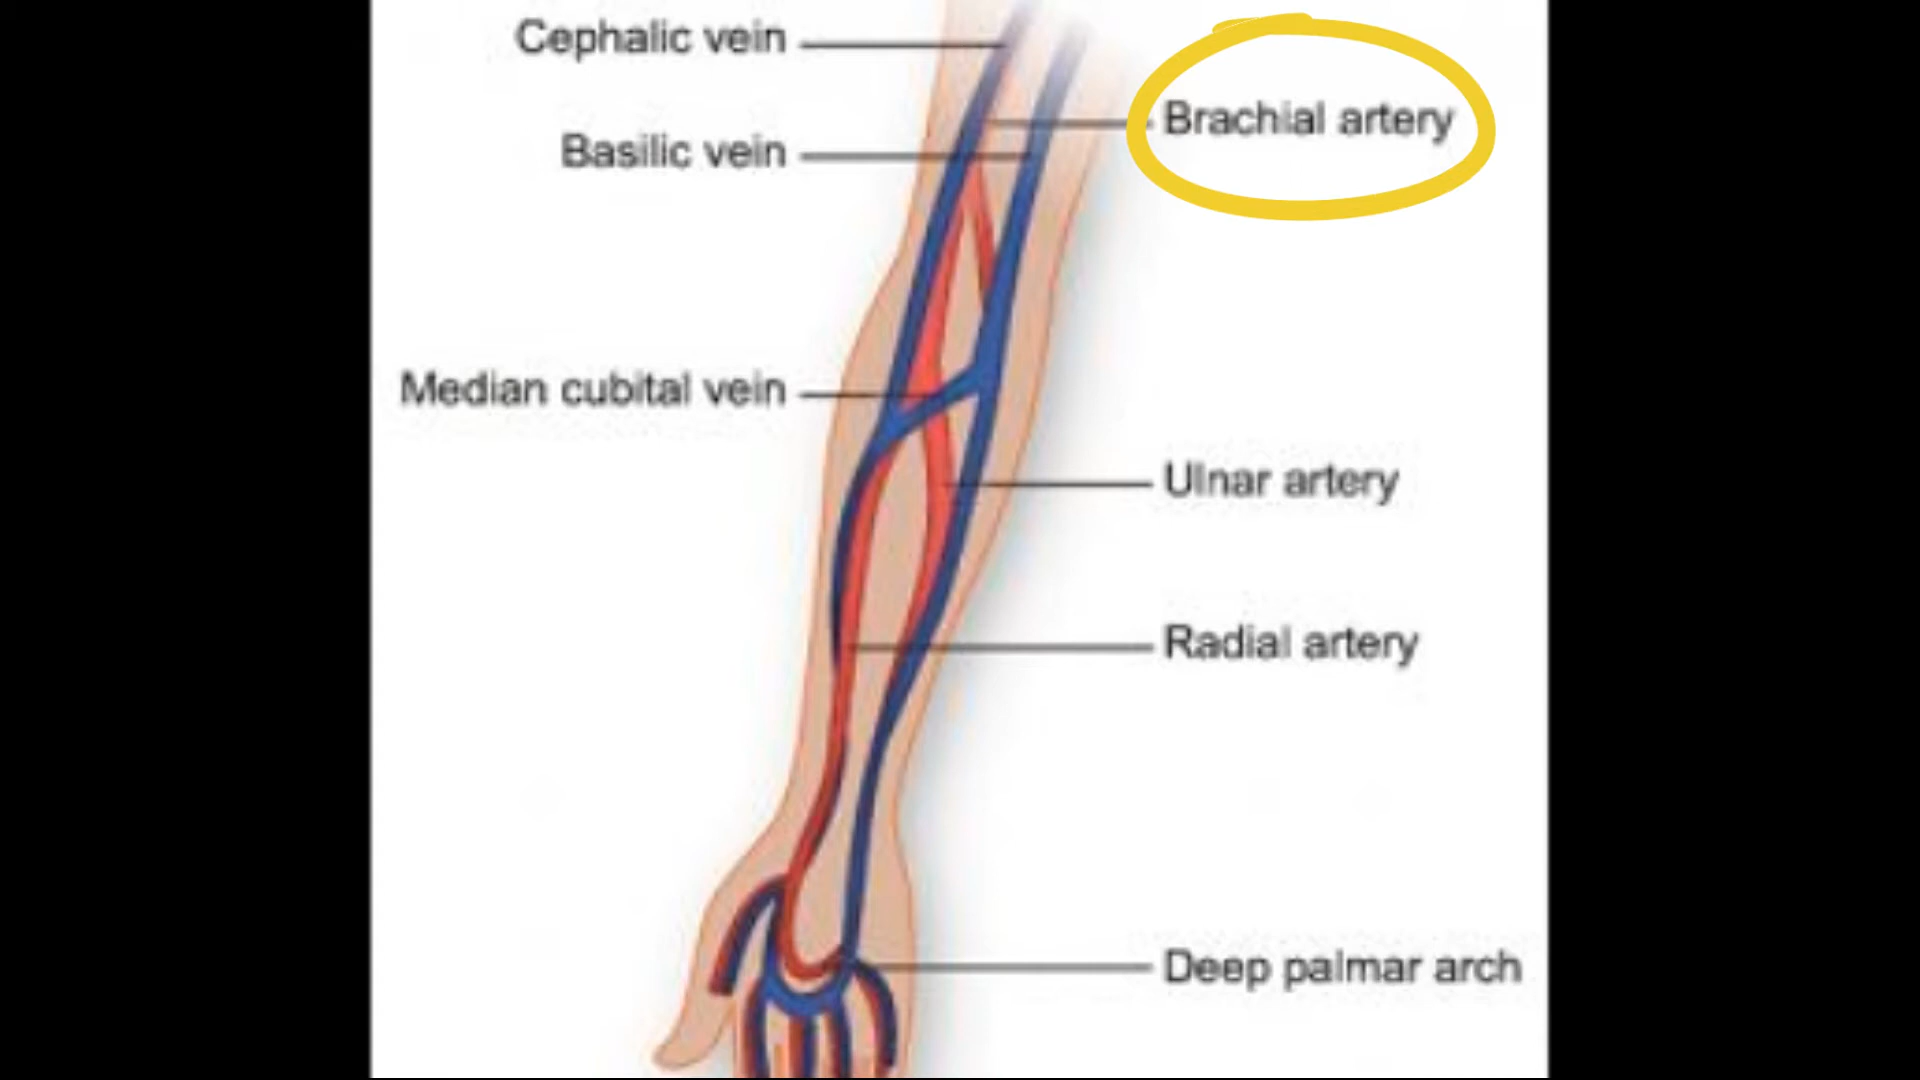 Cephalic vein
Brachial artery
Basilic vein
Median cubital vein
Ulnar artery
Radial artery
Deep palmar arch